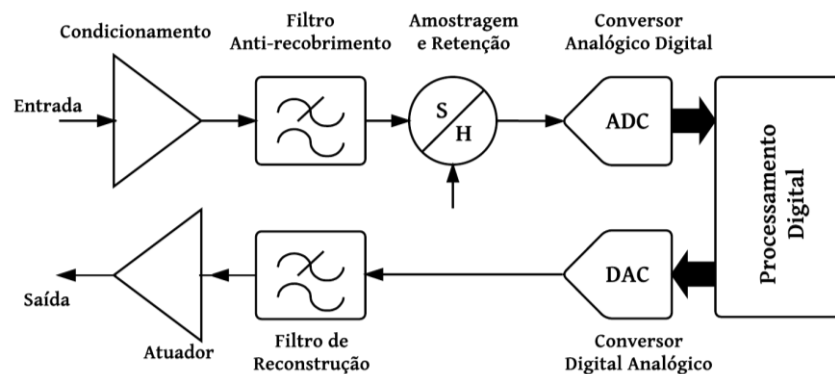 Condicionamento
Filtro
Anti-recobrimento
Amostragem
e Retenção
Conversor
Analógico Digital
Entrada
S
H
ADC
Processamento
Digital
Saída
Atuador
Filtro de
Reconstrução
DAC
Conversor
Digital Analógico